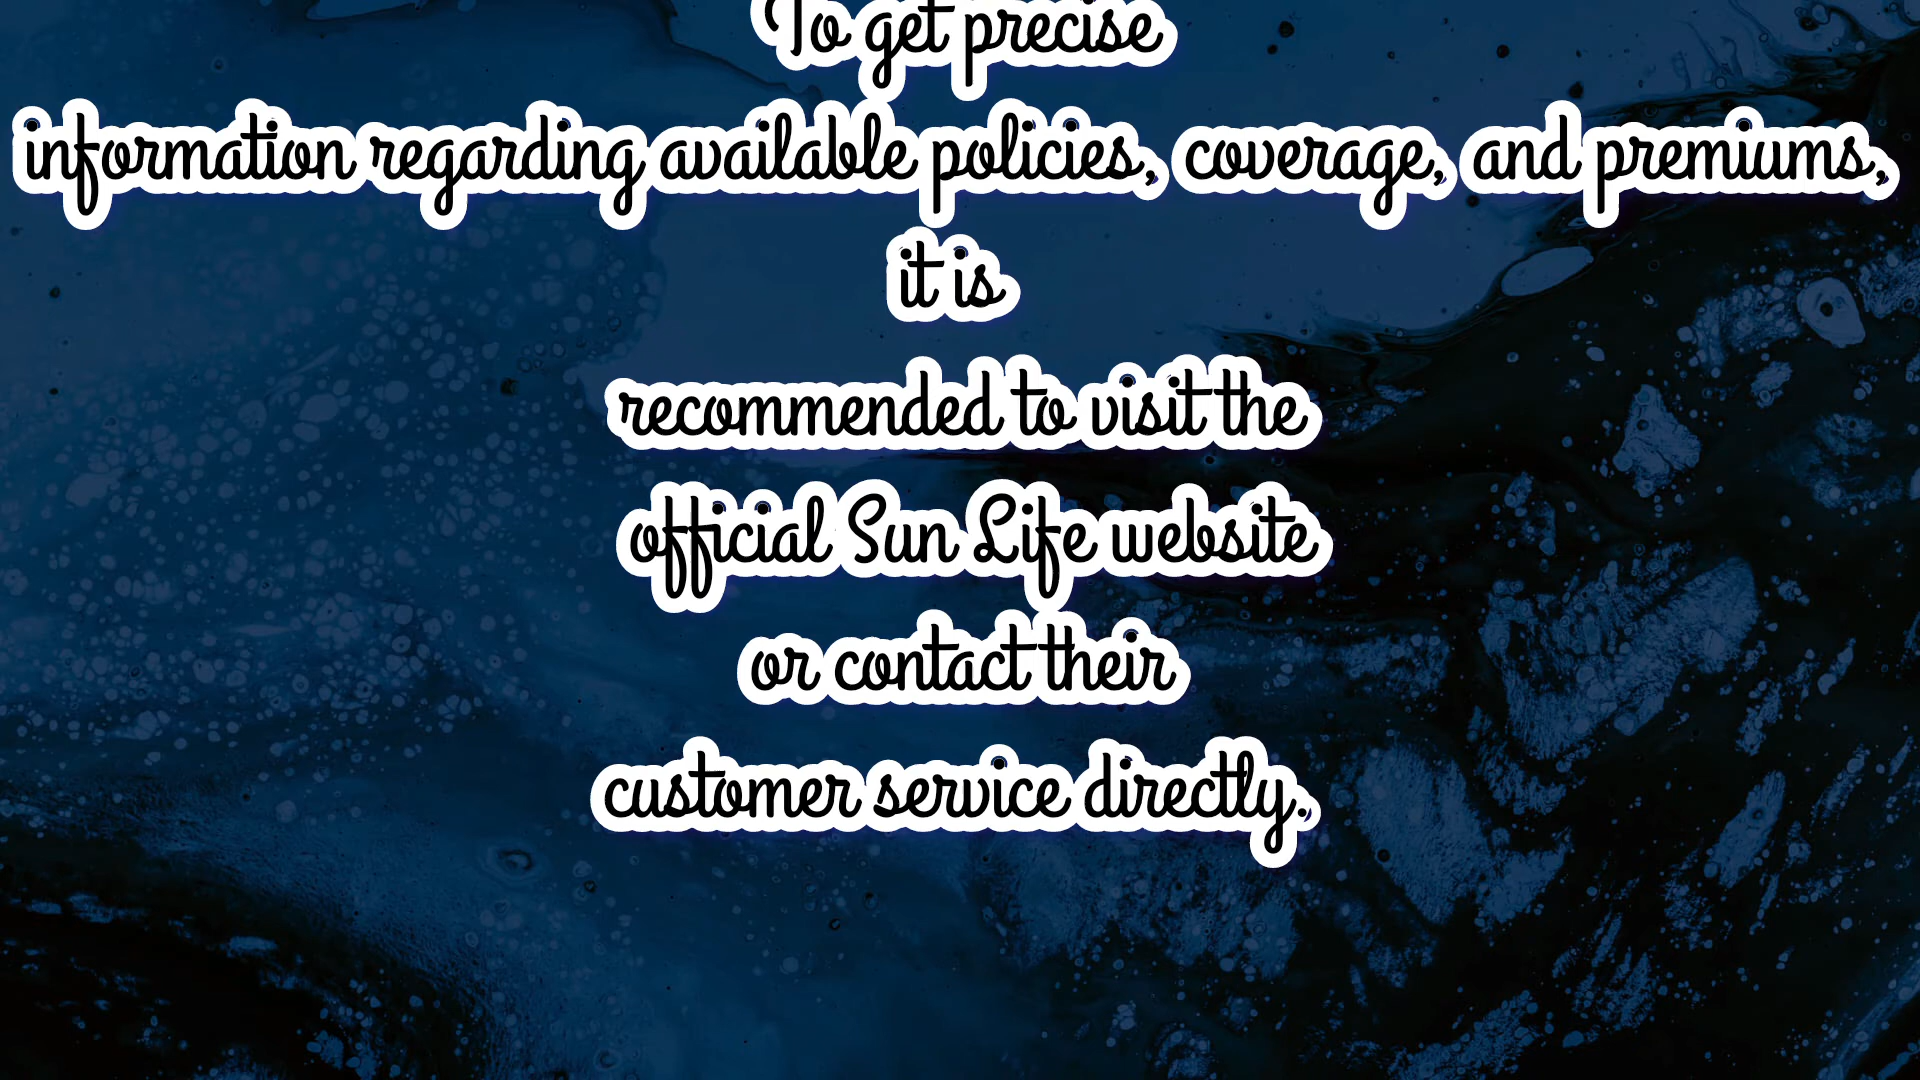 To get precise
information regarding available policies, coverage, and premiums,
it is
recommended to visit the
official Sun Life website
or contact their
customer service directly.